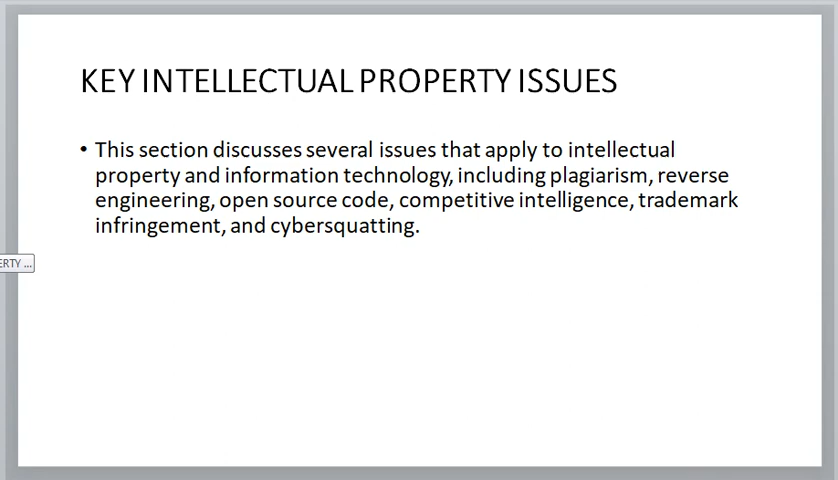 KEY INTELLECTUAL PROPERTY ISSUES
• This section discusses several issues that apply to intellectual
property and information technology, including plagiarism, reverse
engineering, open source code, competitive intelligence, trademark
infringement, and cybersquatting.
ERTY ...